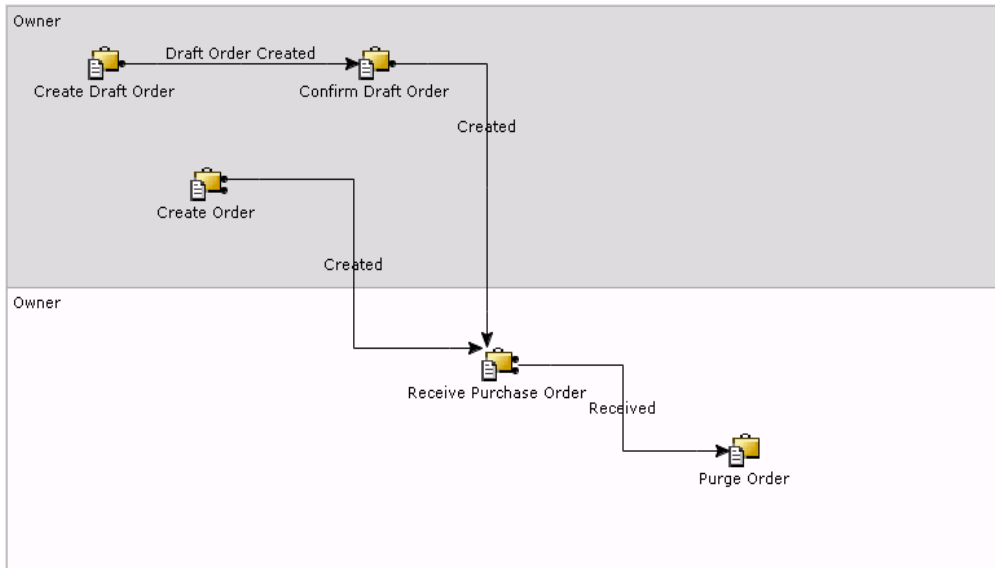 Owner
Draft Order Created
Create Draft Order
Confirm Draft Order
Created
Create Order
Created
Owner
Receive Purchase Order
Received
Purge Order